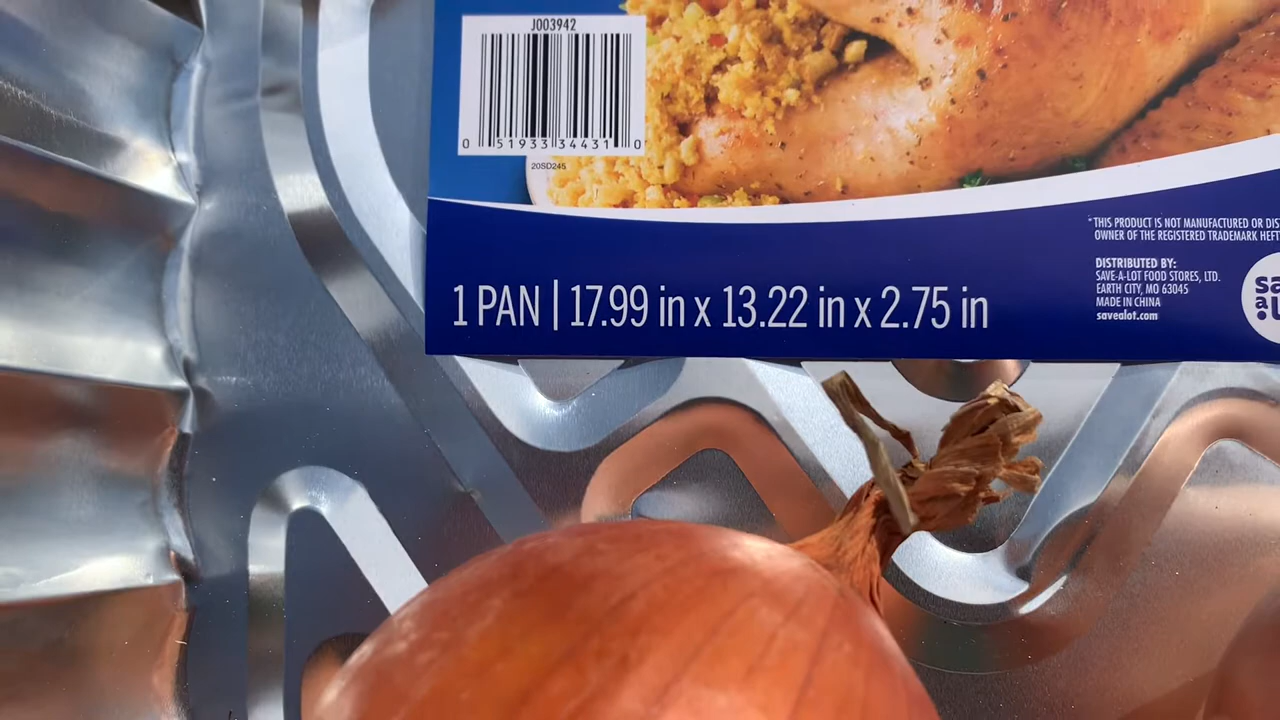 J003942
0 51933 34431 0
20SD245
*THIS PRODUCT IS NOT MANUFACTURED OR
OWNER OF THE REGISTERED TRADEMARK
DISTRIBUTED BY:
SAVE-A-LOT FOOD STORES, LTD.
EARTH CITY, MO 63045
MADE IN CHINA
savealot.com
1 PAN | 17.99 in x 13.22 in x 2.75 in